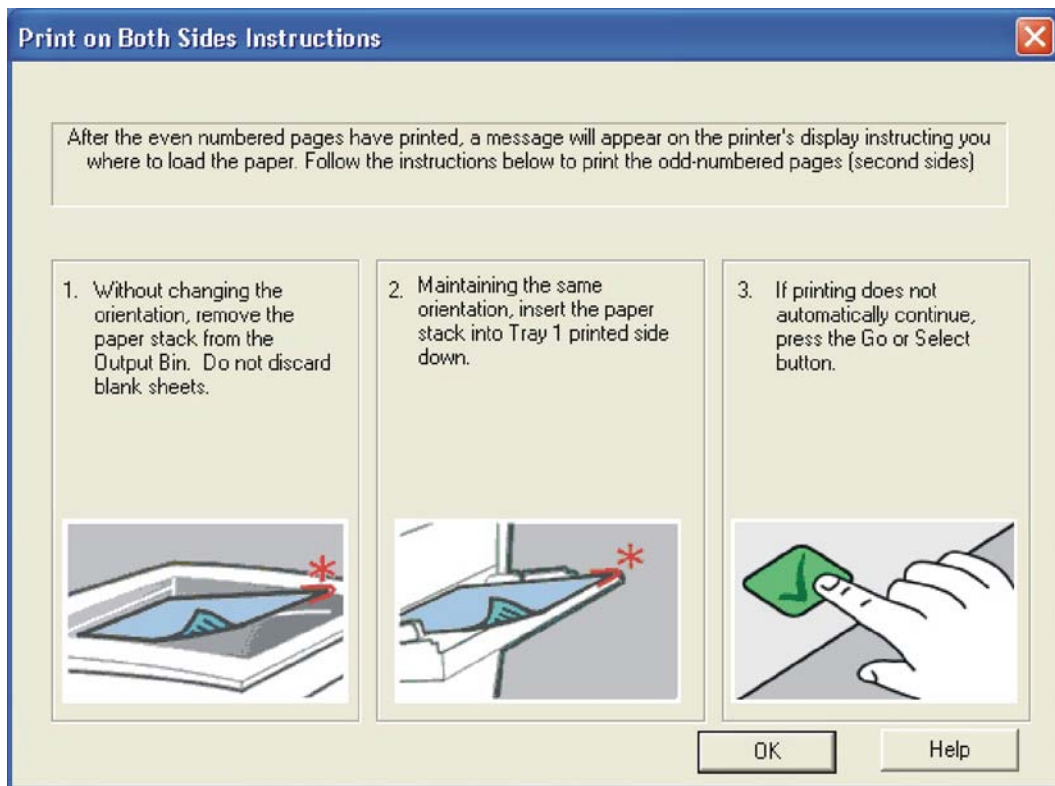 Print on Both Sides Instructions
After the even numbered pages have printed, a message will appear on the printer's display instructing you
where to load the paper. Follow the instructions below to print the odd-numbered pages (second sides)
1. Without changing the
orientation, remove the
paper stack from the
Output Bin. Do not discard
blank sheets.
2. Maintaining the same
orientation, insert the paper
stack into Tray 1 printed side
down.
3. If printing does not
automatically continue,
press the Go or Select
button.
OK
Help